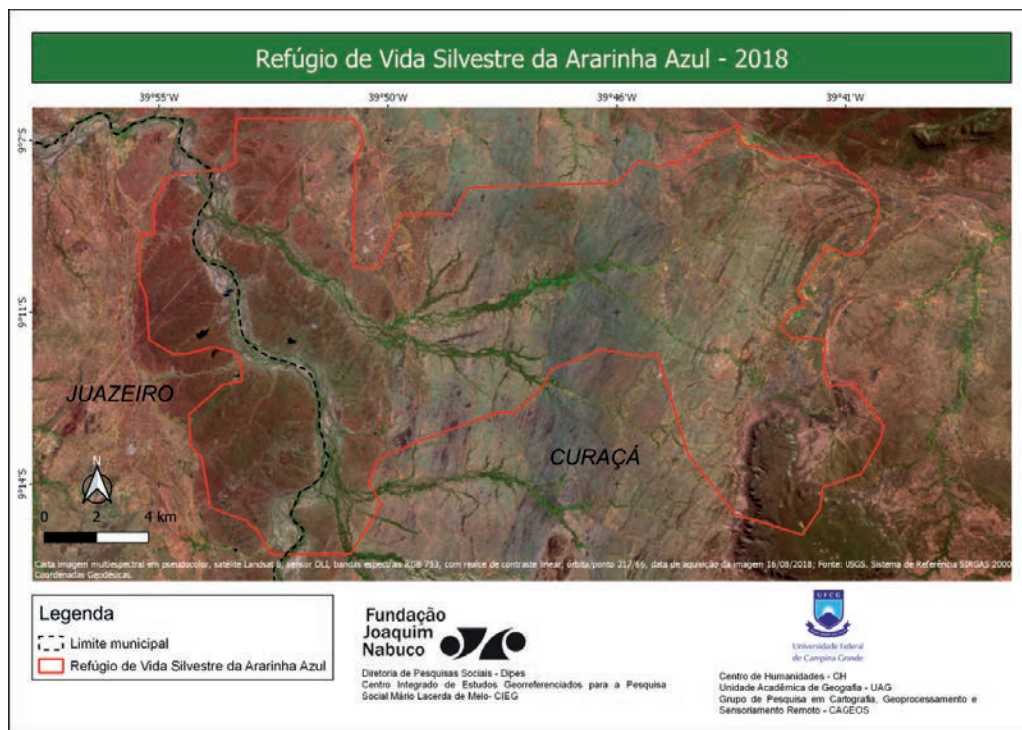 Refúgio de Vida Silvestre da Ararinha Azul - 2018
39°55'W 39°50'W 39°46'W 39°41'W
9°7'S
9°11'S
9°14'S
JUAZEIRO
CURAÇÁ
N
0 2 4 km
Carta imagem multiespectral em pseudocolor, satélite Landsat 8, sensor OLI, bandas espectrais RGB 753, com realce de contraste linear, órbita/ponto 217/66, data de aquisição da imagem 16/08/2018; Fonte: USGS. Sistema de Referência SIRGAS 2000
Coordenadas Geodésicas.
Legenda
Limite municipal
Refúgio de Vida Silvestre da Ararinha Azul
Fundação
Joaquim
Nabuco
Diretoria de Pesquisas Sociais - Dipes
Centro Integrado de Estudos Georreferenciados para a Pesquisa
Social Mário Lacerda de Melo- CIEG
UFCG
Universidade Federal
de Campina Grande
Centro de Humanidades - CH
Unidade Acadêmica de Geografia - UAG
Grupo de Pesquisa em Cartografia, Geoprocessamento e
Sensoriamento Remoto - CAGEOS